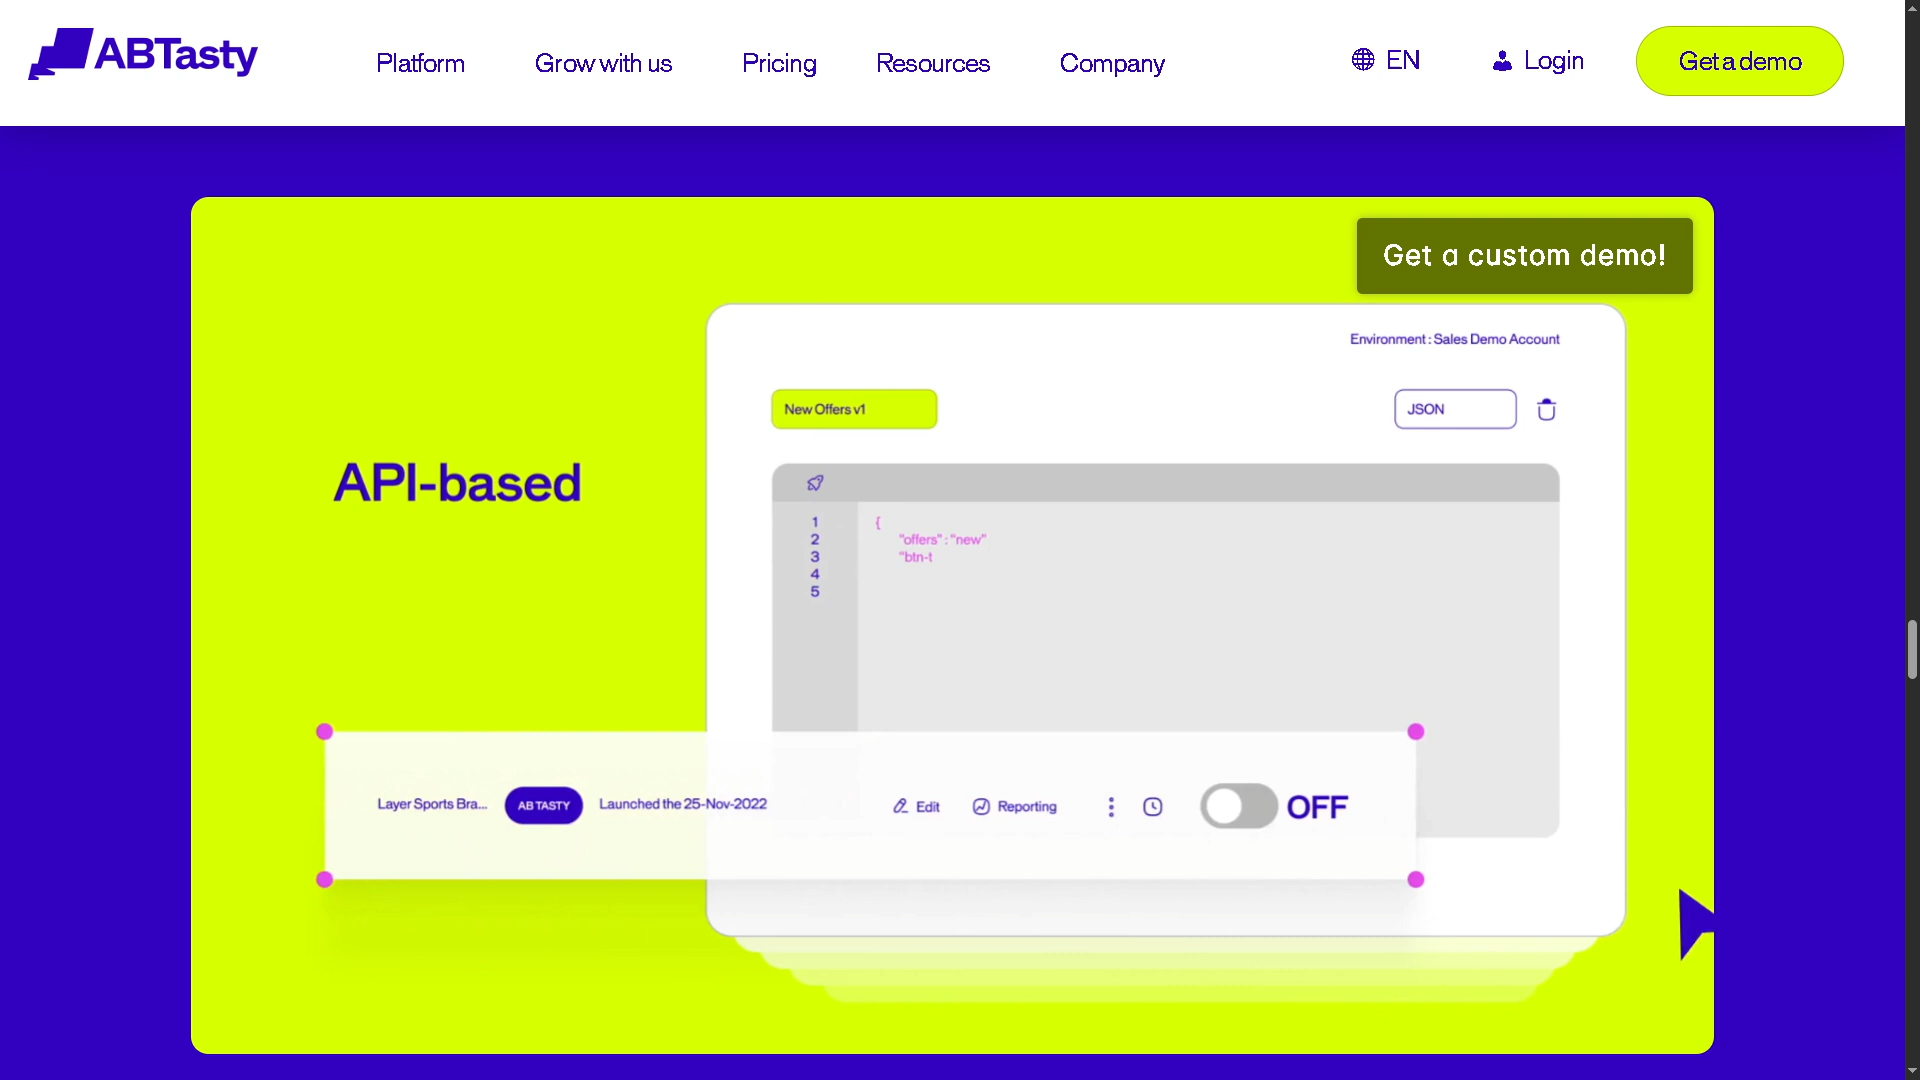 ABTasty
Platform
Grow with us
Pricing
Resources
Company
EN
Login
Get a demo
Get a custom demo!
Environment : Sales Demo Account
New Offers v1
JSON
API-based
1
2
3
4
5
{
"offers" : "new"
"btn-t
Layer Sports Bra...
AB TASTY
Launched the 25-Nov-2022
Edit
Reporting
OFF